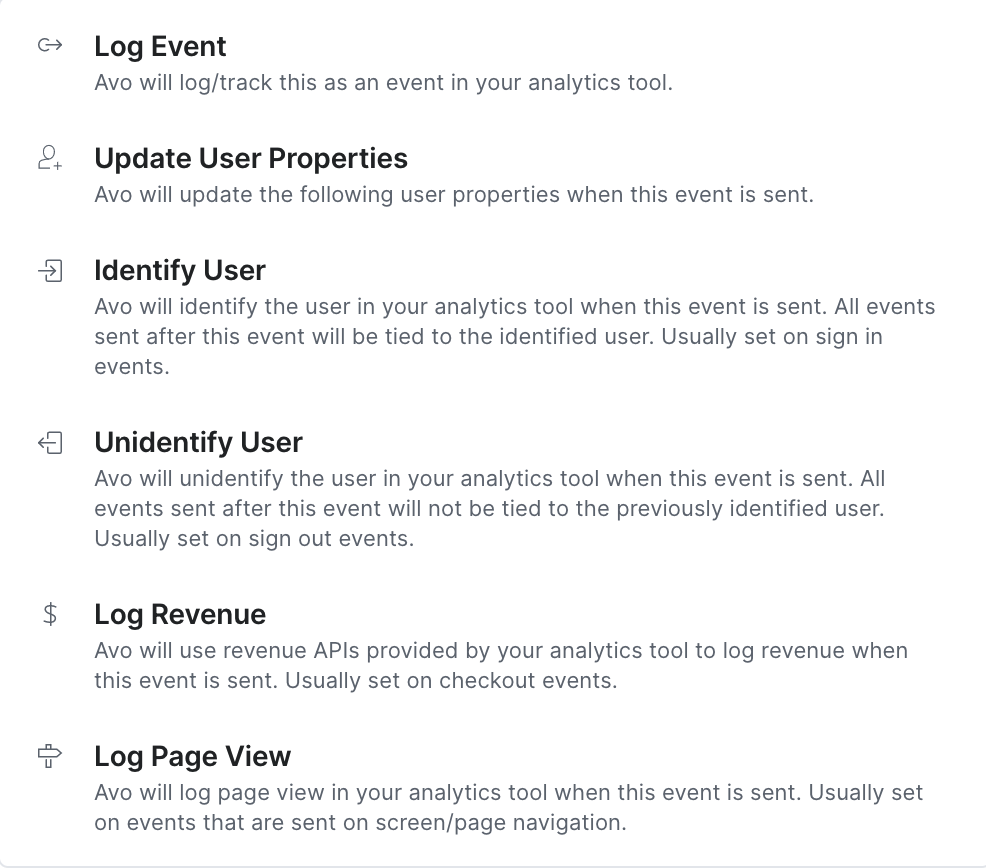 Log Event
Avo will log/track this as an event in your analytics tool.
Update User Properties
Avo will update the following user properties when this event is sent.
Identify User
Avo will identify the user in your analytics tool when this event is sent. All events
sent after this event will be tied to the identified user. Usually set on sign in
events.
Unidentify User
Avo will unidentify the user in your analytics tool when this event is sent. All
events sent after this event will not be tied to the previously identified user.
Usually set on sign out events.
Log Revenue
Avo will use revenue APIs provided by your analytics tool to log revenue when
this event is sent. Usually set on checkout events.
Log Page View
Avo will log page view in your analytics tool when this event is sent. Usually set
on events that are sent on screen/page navigation.